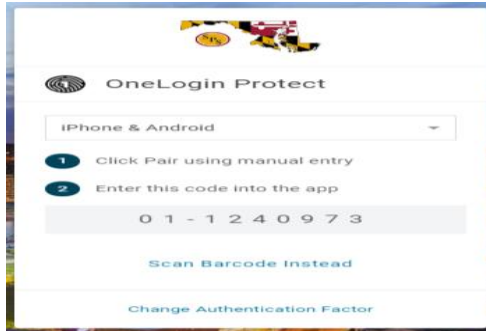 SPS
OneLogin Protect
iPhone & Android
1 Click Pair using manual entry
2 Enter this code into the app
01-1240973
Scan Barcode Instead
Change Authentication Factor